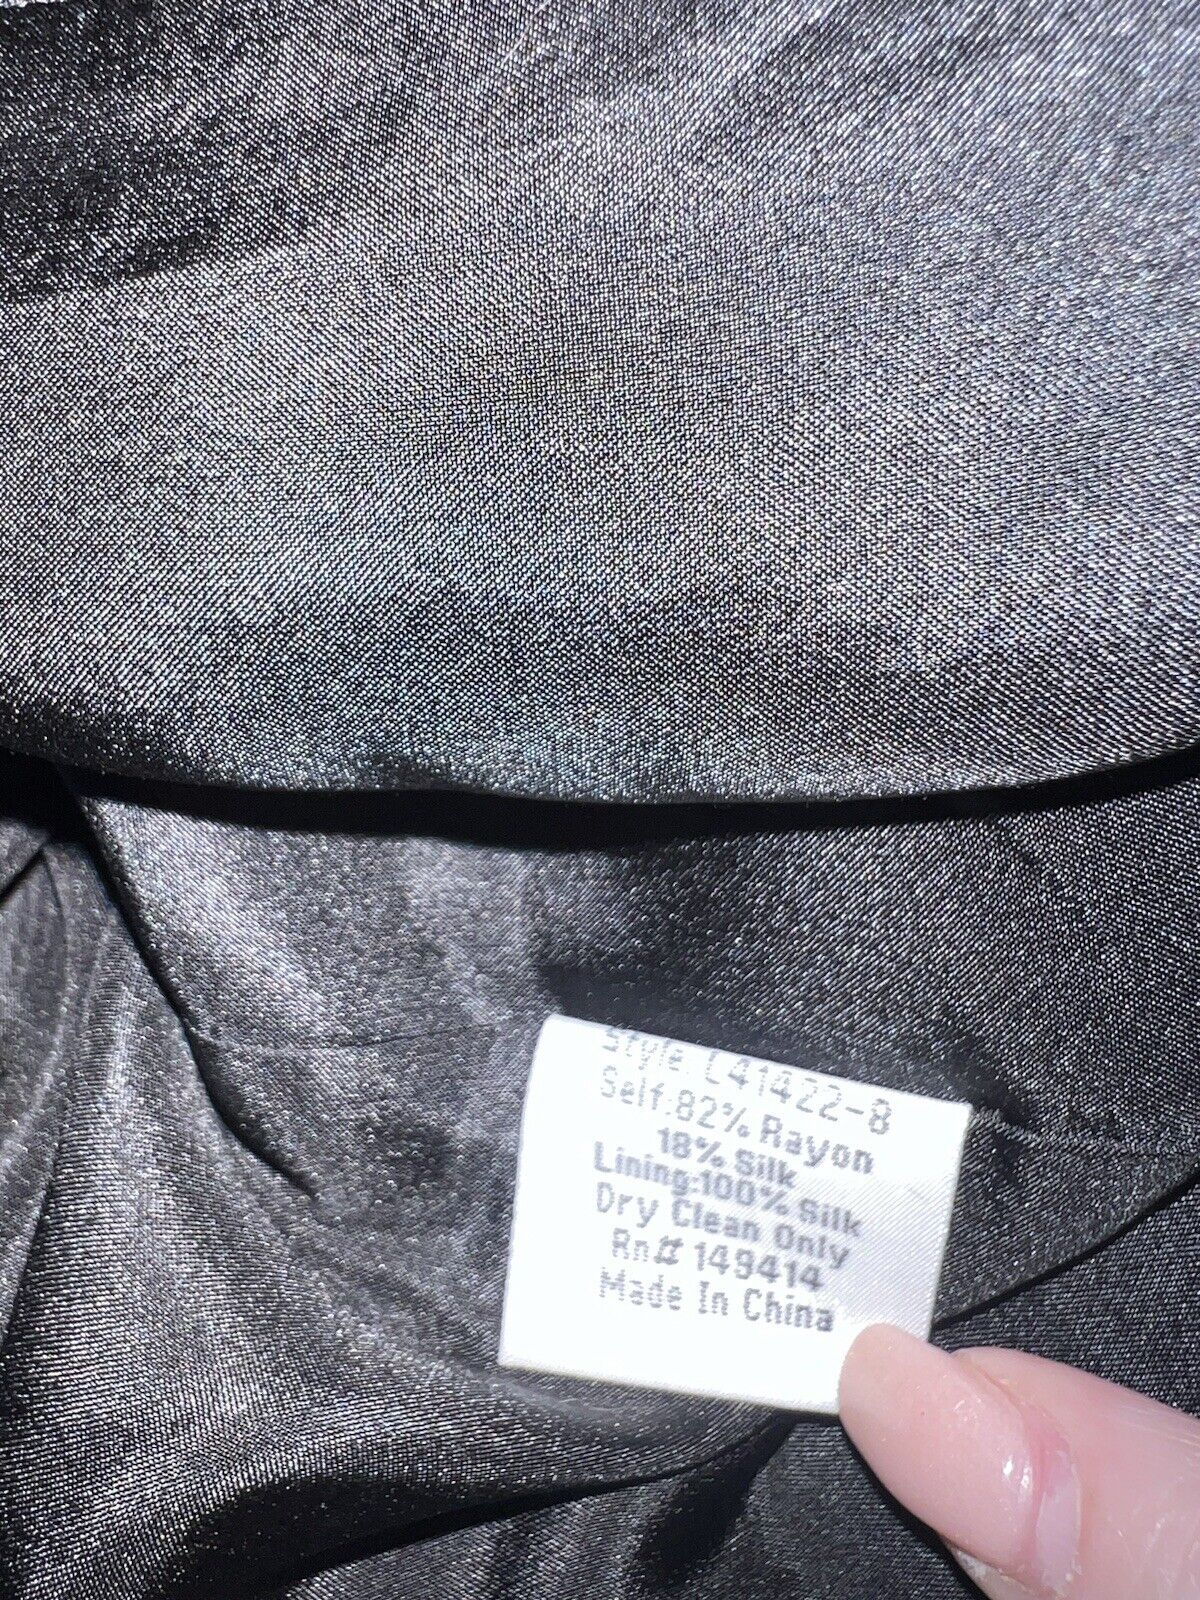 Style: L41422-8
Self:82% Rayon
18% Silk
Lining:100% Silk
Dry Clean Only
Rn# 149414
Made In China